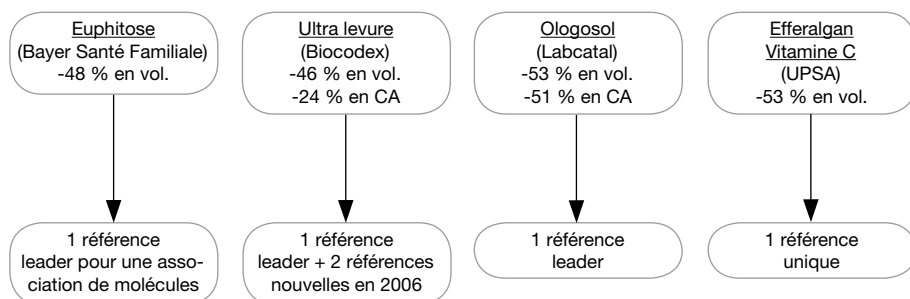 Euphitose
(Bayer Santé Familiale)
-48 % en vol.
Ultra levure
(Biocodex)
-46 % en vol.
-24 % en CA
Ologosol
(Labcatal)
-53 % en vol.
-51 % en CA
Efferalgan
Vitamine C
(UPSA)
-53 % en vol.
1 référence
leader pour une asso-
ciation de molécules
1 référence
leader + 2 références
nouvelles en 2006
1 référence
leader
1 référence
unique